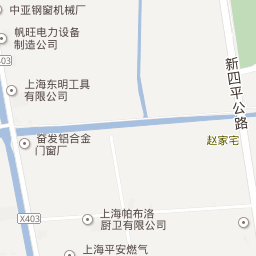 中亚钢窗机械厂
帆旺电力设备
制造公司
403
上海东明工具
有限公司
新四平公路
奋发铝合金
门窗厂
赵家宅
X403
上海帕布洛
厨卫有限公司
上海平安燃气